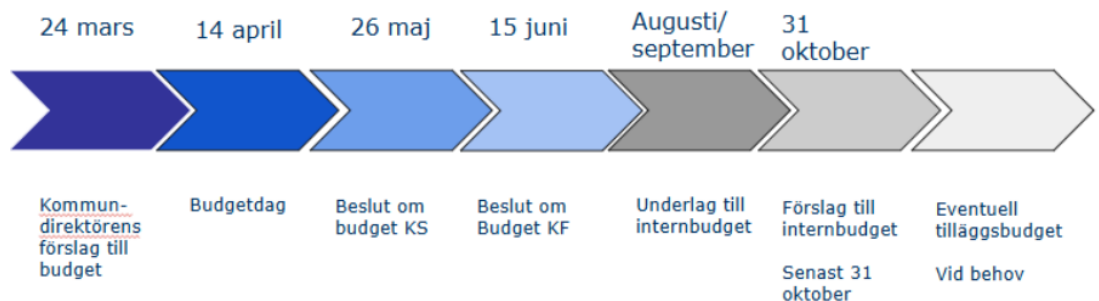 24 mars
14 april
26 maj
15 juni
Augusti/
september
31
oktober
Kommun-
direktörens
förslag till
budget
Budgetdag
Beslut om
budget KS
Beslut om
Budget KF
Underlag till
internbudget
Förslag till
internbudget
Senast 31
oktober
Eventuell
tilläggsbudget
Vid behov